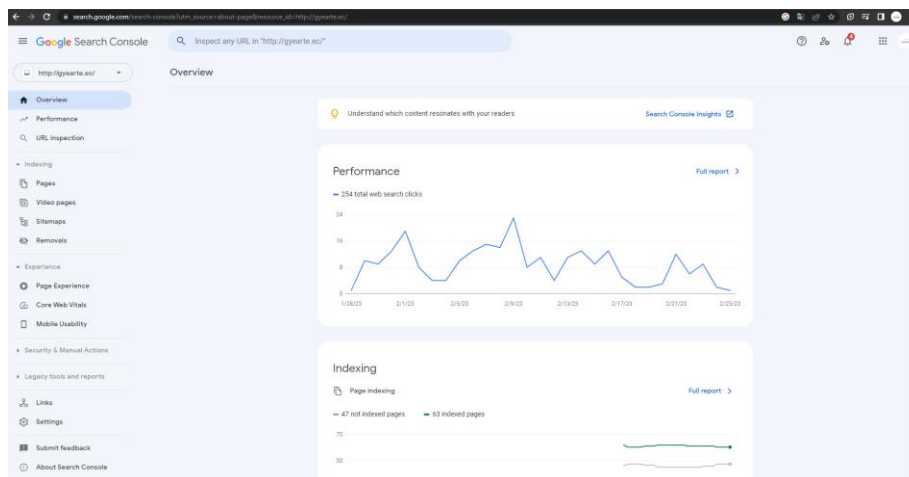 search.google.com/search-console?utm_source=about-page&resource_id=http://gyearte.ec/
Google Search Console
Inspect any URL in "http://gyearte.ec/"
http://gyearte.ec/
Overview
Overview
Performance
URL inspection
Indexing
Pages
Video pages
Sitemaps
Removals
Experience
Page Experience
Core Web Vitals
Mobile Usability
Security & Manual Actions
Legacy tools and reports
Links
Settings
Submit feedback
About Search Console
Understand which content resonates with your readers
Search Console Insights
Performance
Full report
254 total web search clicks
24
16
8
0
1/28/23 2/1/23 2/5/23 2/9/23 2/13/23 2/17/23 2/21/23 2/25/23
Indexing
Page indexing
Full report
47 not indexed pages 63 indexed pages
75
50